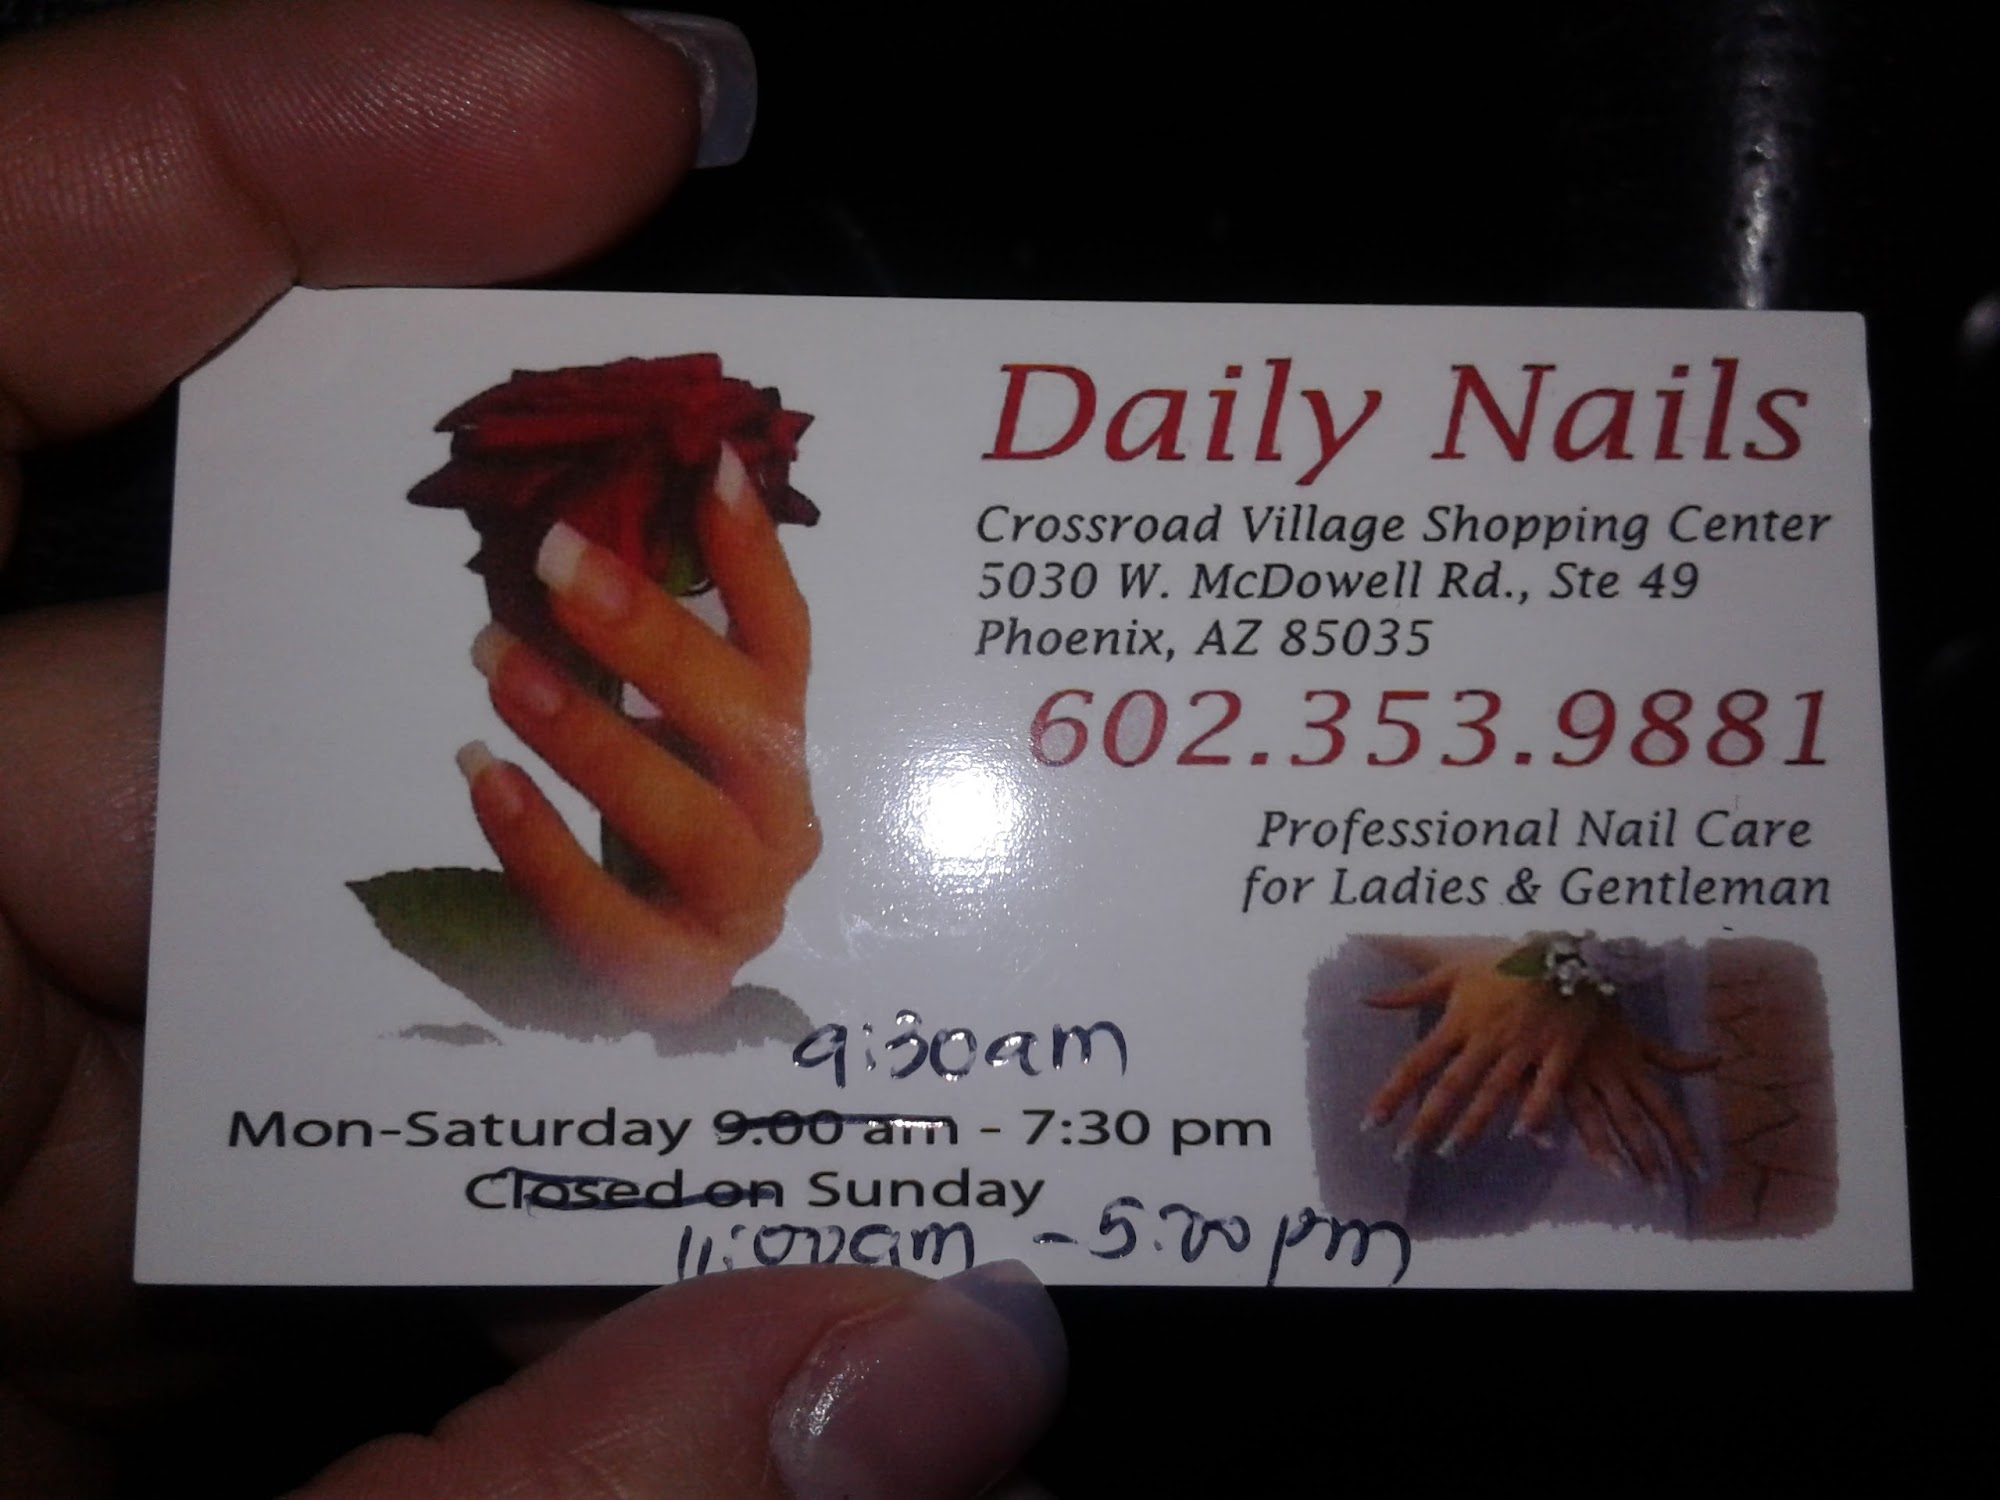 Daily Nails
Crossroad Village Shopping Center
5030 W. McDowell Rd., Ste 49
Phoenix, AZ 85035
602.353.9881
Professional Nail Care
for Ladies & Gentleman
9:30am
Mon-Saturday 9:00 am - 7:30 pm
Closed on Sunday
11:00am - 5:00 pm